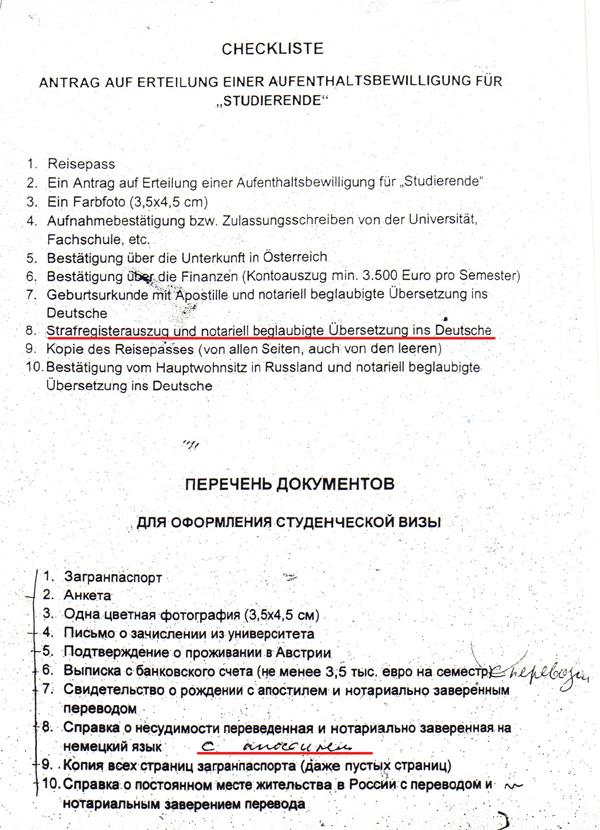 CHECKLISTE
ANTRAG AUF ERTEILUNG EINER AUFENTHALTSBEWILLIGUNG FÜR
„STUDIERENDE“
1. Reisepass
2. Ein Antrag auf Erteilung einer Aufenthaltsbewilligung für „Studierende“
3. Ein Farbfoto (3,5x4,5 cm)
4. Aufnahmebestätigung bzw. Zulassungsschreiben von der Universität,
Fachschule, etc.
5. Bestätigung über die Unterkunft in Österreich
6. Bestätigung über die Finanzen (Kontoauszug min. 3.500 Euro pro Semester)
7. Geburtsurkunde mit Apostille und notariell beglaubigte Übersetzung ins
Deutsche
8. Strafregisterauszug und notariell beglaubigte Übersetzung ins Deutsche
9. Kopie des Reisepasses (von allen Seiten, auch von den leeren)
10. Bestätigung vom Hauptwohnsitz in Russland und notariell beglaubigte
Übersetzung ins Deutsche
ПЕРЕЧЕНЬ ДОКУМЕНТОВ
ДЛЯ ОФОРМЛЕНИЯ СТУДЕНЧЕСКОЙ ВИЗЫ
1. Загранпаспорт
2. Анкета
3. Одна цветная фотография (3,5x4,5 см)
4. Письмо о зачислении из университета
5. Подтверждение о проживании в Австрии
6. Выписка с банковского счета (не менее 3,5 тыс. евро на семестр) с переводом
7. Свидетельство о рождении с апостилем и нотариально заверенным
переводом
8. Справка о несудимости переведенная и нотариально заверенная на
немецкий язык с апостилем
9. Копия всех страниц загранпаспорта (даже пустых страниц)
10. Справка о постоянном месте жительства в России с переводом и
нотариальным заверением перевода